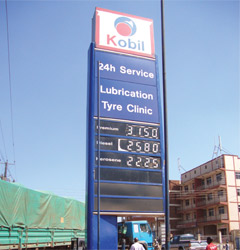 Kobil
24h Service
Lubrication
Tyre Clinic
Premium 3,150
Diesel 2,580
Kerosene 2,225